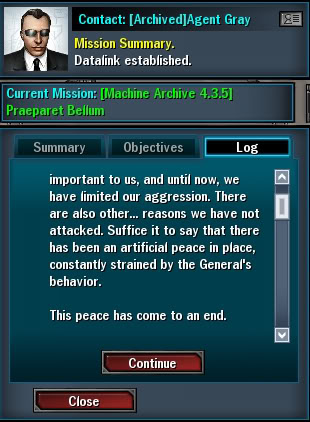 Contact: [Archived]Agent Gray
Mission Summary.
Datalink established.
Current Mission: [Machine Archive 4.3.5]
Praeparet Bellum
Summary
Objectives
Log
important to us, and until now, we
have limited our aggression. There
are also other... reasons we have not
attacked. Suffice it to say that there
has been an artificial peace in place,
constantly strained by the General's
behavior.
This peace has come to an end.
Continue
Close